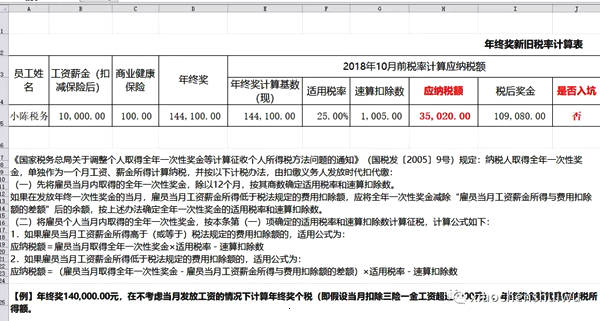 A B C D E F G H I J
年终奖新旧税率计算表
员工姓名 工资薪金（扣减保险后） 商业健康保险 年终奖 2018年10月前税率计算应纳税额
年终奖计算基数（现） 适用税率 速算扣除数 应纳税额 税后奖金 是否入坑
小陈税务 10,000.00 100.00 144,100.00 144,100.00 25.00% 1,005.00 35,020.00 109,080.00 否
《国家税务总局关于调整个人取得全年一次性奖金等计算征收个人所得税方法问题的通知》（国税发〔2005〕9号）规定：纳税人取得全年一次性奖
金，单独作为一个月工资、薪金所得计算纳税，并按以下计税办法，由扣缴义务人发放时代扣代缴：
（一）先将雇员当月内取得的全年一次性奖金，除以12个月，按其商数确定适用税率和速算扣除数。
如果在发放年终一次性奖金的当月，雇员当月工资薪金所得低于税法规定的费用扣除额，应将全年一次性奖金减除“雇员当月工资薪金所得与费用扣除
额的差额”后的余额，按上述办法确定全年一次性奖金的适用税率和速算扣除数。
（二）将雇员个人当月内取得的全年一次性奖金，按本条第（一）项确定的适用税率和速算扣除数计算征税，计算公式如下：
1．如果雇员当月工资薪金所得高于（或等于）税法规定的费用扣除额的，适用公式为：
应纳税额＝雇员当月取得全年一次性奖金×适用税率－速算扣除数
2．如果雇员当月工资薪金所得低于税法规定的费用扣除额的，适用公式为：
应纳税额＝（雇员当月取得全年一次性奖金－雇员当月工资薪金所得与费用扣除额的差额）×适用税率－速算扣除数
【例】年终奖140,000.00元，在不考虑当月发放工资的情况下计算年终奖个税（即假设当月扣除三险一金工资超过
应纳税所
得额。